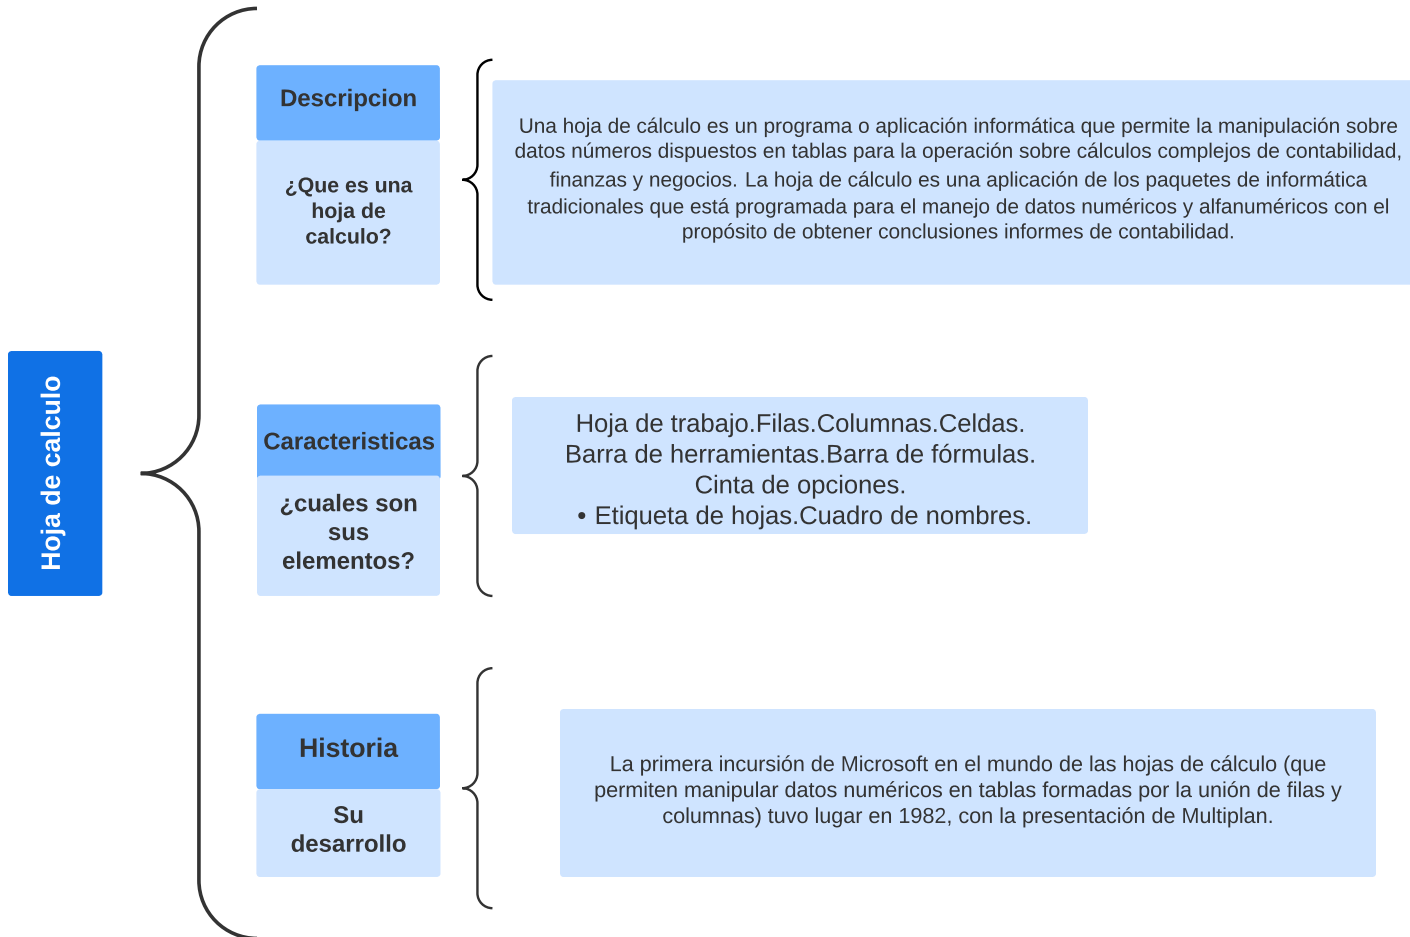 Hoja de calculo
Descripcion
¿Que es una
hoja de
calculo?
Una hoja de cálculo es un programa o aplicación informática que permite la manipulación sobre
datos números dispuestos en tablas para la operación sobre cálculos complejos de contabilidad,
finanzas y negocios. La hoja de cálculo es una aplicación de los paquetes de informática
tradicionales que está programada para el manejo de datos numéricos y alfanuméricos con el
propósito de obtener conclusiones informes de contabilidad.
Caracteristicas
¿cuales son
sus
elementos?
Hoja de trabajo.Filas.Columnas.Celdas.
Barra de herramientas.Barra de fórmulas.
Cinta de opciones.
• Etiqueta de hojas.Cuadro de nombres.
Historia
Su
desarrollo
La primera incursión de Microsoft en el mundo de las hojas de cálculo (que
permiten manipular datos numéricos en tablas formadas por la unión de filas y
columnas) tuvo lugar en 1982, con la presentación de Multiplan.